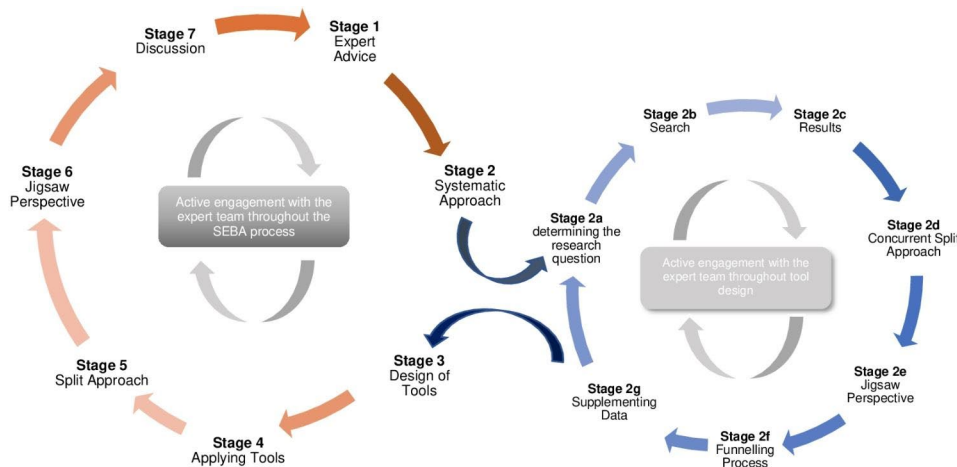 Stage 1
Expert
Advice
Stage 2
Systematic
Approach
Stage 3
Design of
Tools
Stage 4
Applying Tools
Stage 5
Split Approach
Stage 6
Jigsaw
Perspective
Stage 7
Discussion
Active engagement with the
expert team throughout the
SEBA process
Stage 2a
determining the
research
question
Stage 2b
Search
Stage 2c
Results
Stage 2d
Concurrent Split
Approach
Stage 2e
Jigsaw
Perspective
Stage 2f
Funnelling
Process
Stage 2g
Supplementing
Data
Active engagement with the
expert team throughout tool
design